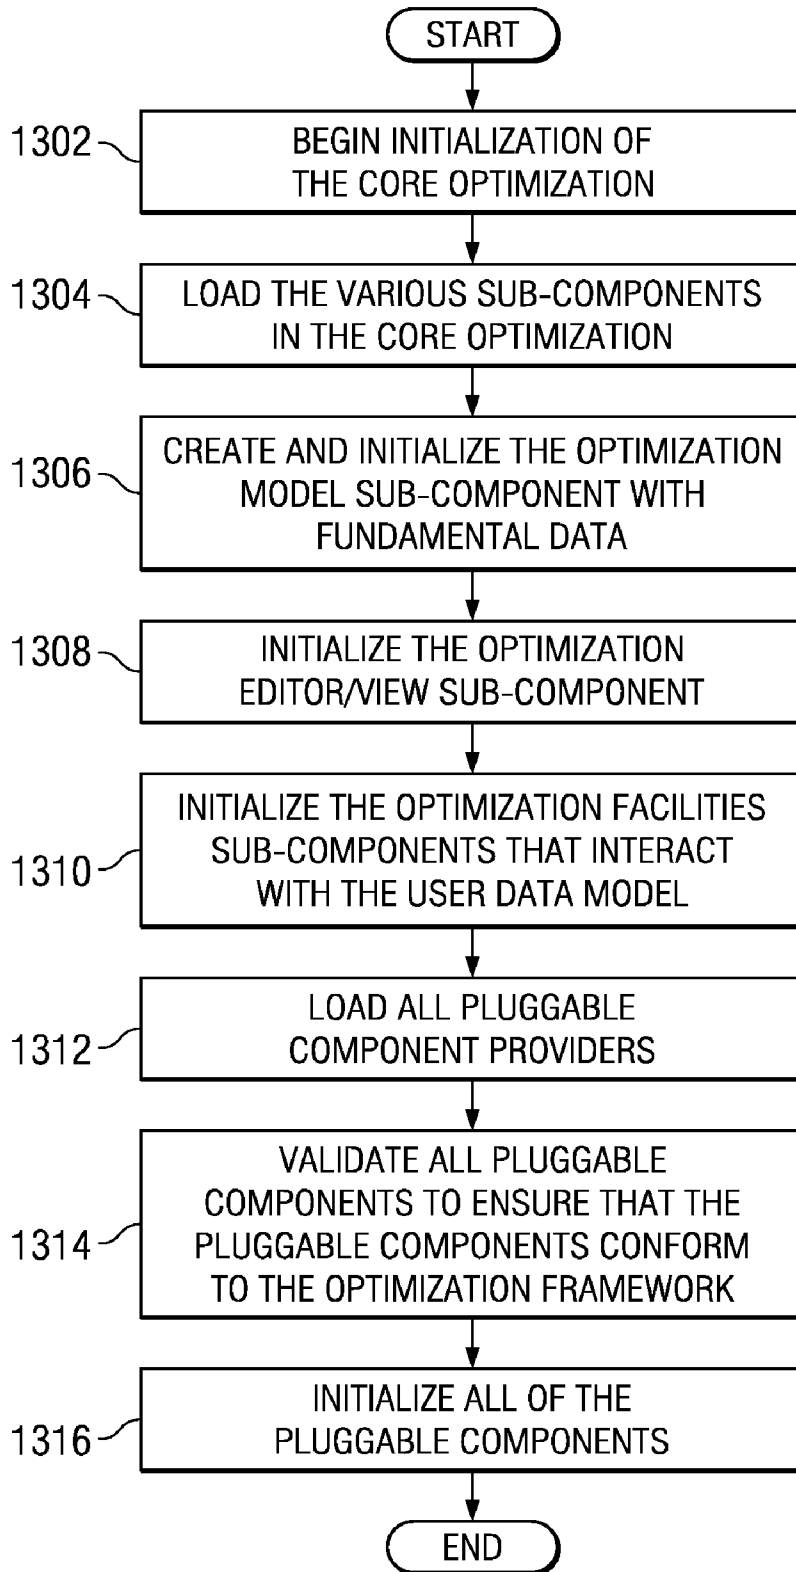 START
1302
BEGIN INITIALIZATION OF
THE CORE OPTIMIZATION
1304
LOAD THE VARIOUS SUB-COMPONENTS
IN THE CORE OPTIMIZATION
1306
CREATE AND INITIALIZE THE OPTIMIZATION
MODEL SUB-COMPONENT WITH
FUNDAMENTAL DATA
1308
INITIALIZE THE OPTIMIZATION
EDITOR/VIEW SUB-COMPONENT
1310
INITIALIZE THE OPTIMIZATION FACILITIES
SUB-COMPONENTS THAT INTERACT
WITH THE USER DATA MODEL
1312
LOAD ALL PLUGGABLE
COMPONENT PROVIDERS
1314
VALIDATE ALL PLUGGABLE
COMPONENTS TO ENSURE THAT THE
PLUGGABLE COMPONENTS CONFORM
TO THE OPTIMIZATION FRAMEWORK
1316
INITIALIZE ALL OF THE
PLUGGABLE COMPONENTS
END